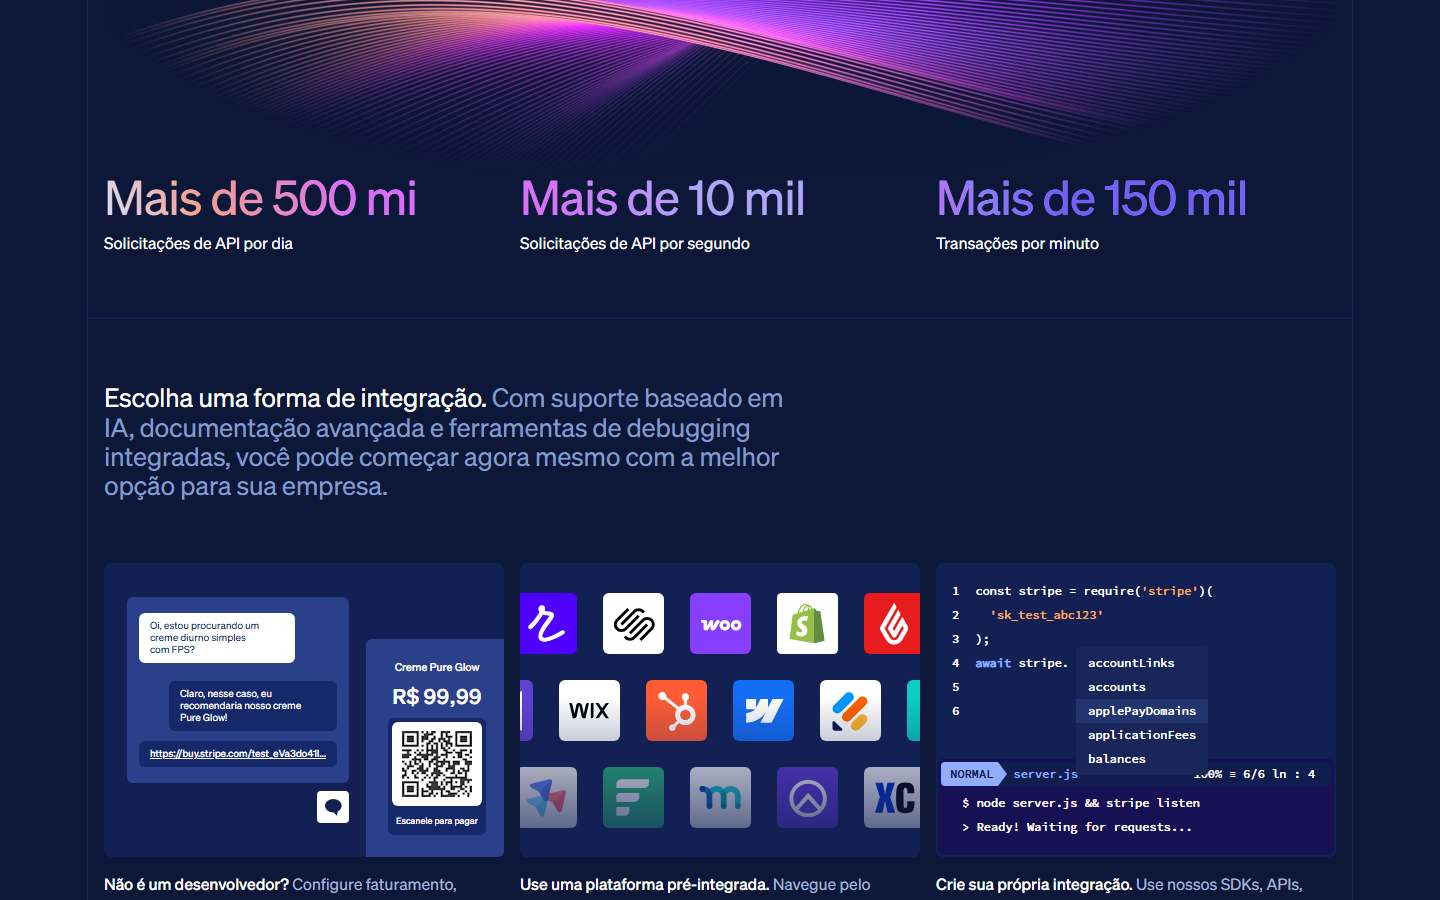 Mais de 500 mi
Solicitações de API por dia
Mais de 10 mil
Solicitações de API por segundo
Mais de 150 mil
Transações por minuto
Escolha uma forma de integração. Com suporte baseado em
IA, documentação avançada e ferramentas de debugging
integradas, você pode começar agora mesmo com a melhor
opção para sua empresa.
Oi, estou procurando um
creme diurno simples
com FPS?
Claro, nesse caso, eu
recomendaria nosso creme
Pure Glow!
https://buy.stripe.com/test_eVa3do41l...
Creme Pure Glow
R$ 99,99
Escaneie para pagar
woo
WIX
XC
1 const stripe = require('stripe')(
2 'sk_test_abc123'
3 );
4 await stripe.
5
6
accountLinks
accounts
applePayDomains
applicationFees
balances
NORMAL server.js 100% ≡ 6/6 ln : 4
$ node server.js && stripe listen
> Ready! Waiting for requests...
Não é um desenvolvedor? Configure faturamento,
Use uma plataforma pré-integrada. Navegue pelo
Crie sua própria integração. Use nossos SDKs, APIs,